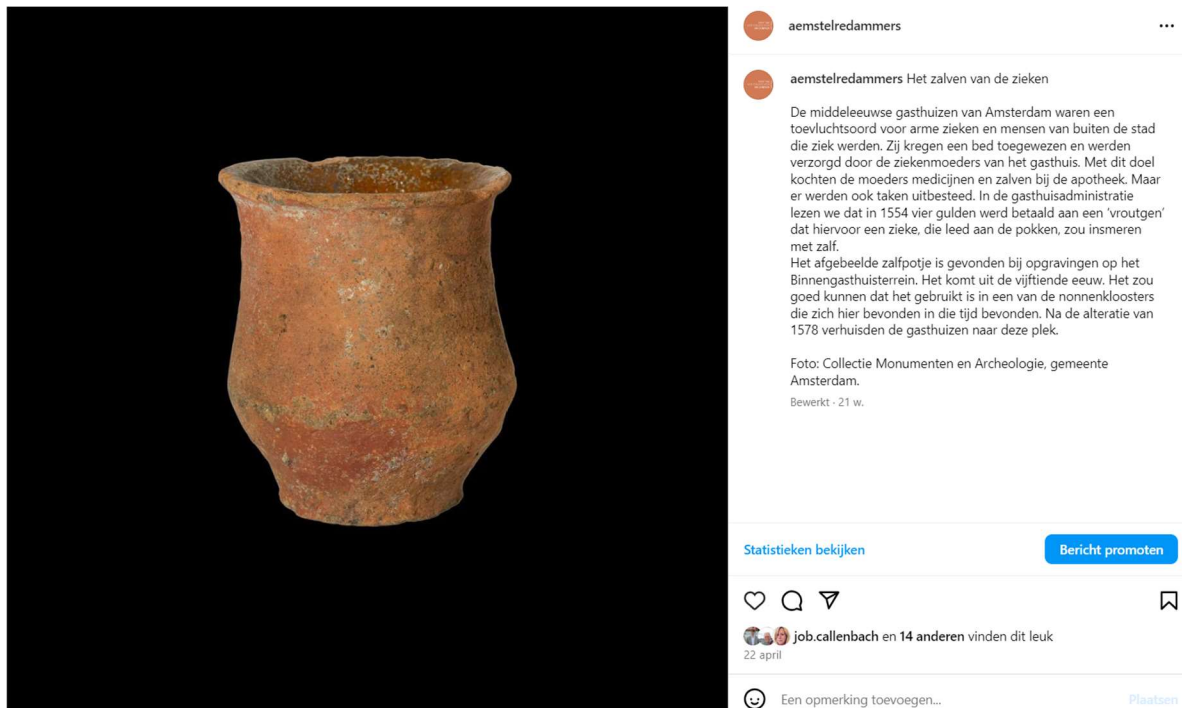 aemstelredammers
aemstelredammers Het zalven van de zieken
De middeleeuwse gasthuizen van Amsterdam waren een
toevluchtsoord voor arme zieken en mensen van buiten de stad
die ziek werden. Zij kregen een bed toegewezen en werden
verzorgd door de ziekenmoeders van het gasthuis. Met dit doel
kochten de moeders medicijnen en zalven bij de apotheek. Maar
er werden ook taken uitbesteed. In de gasthuisadministratie
lezen we dat in 1554 vier gulden werd betaald aan een ‘vroutgen’
dat hiervoor een zieke, die leed aan de pokken, zou insmeren
met zalf.
Het afgebeelde zalfpotje is gevonden bij opgravingen op het
Binnengasthuisterrein. Het komt uit de vijftiende eeuw. Het zou
goed kunnen dat het gebruikt is in een van de nonnenkloosters
die zich hier bevonden in die tijd bevonden. Na de alteratie van
1578 verhuisden de gasthuizen naar deze plek.
Foto: Collectie Monumenten en Archeologie, gemeente
Amsterdam.
Bewerkt · 21 w.
Statistieken bekijken
Bericht promoten
job.callenbach en 14 anderen vinden dit leuk
22 april
Een opmerking toevoegen...
Plaatsen